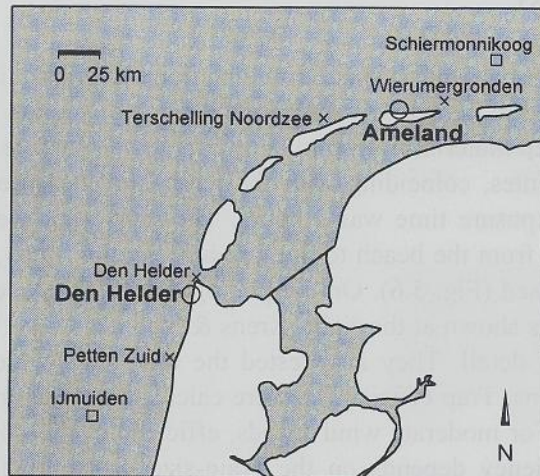 Schiermonnikoog
0 25 km
Wierumergronden
Terschelling Noordzee
Ameland
Den Helder
Den Helder
Petten Zuid
IJmuiden
N